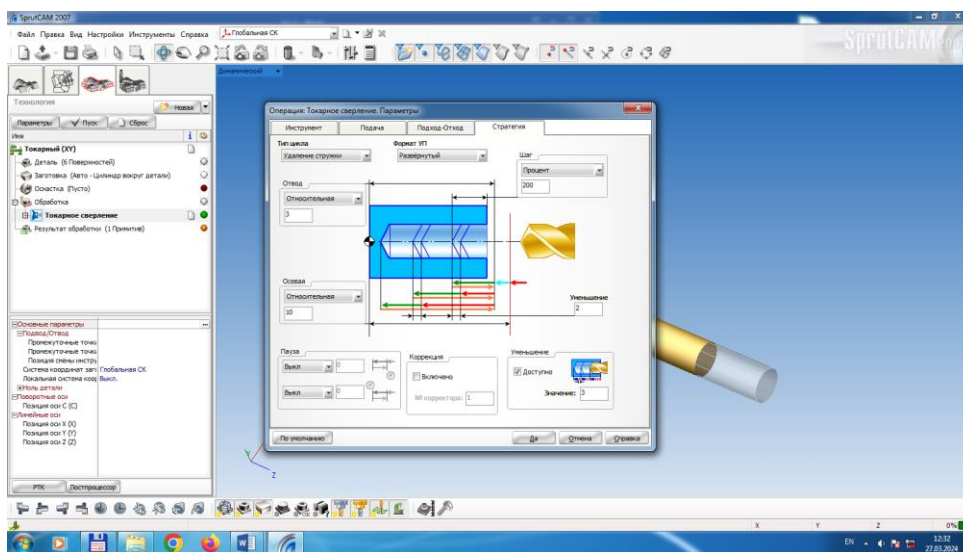 SprutCAM 2007
Файл Правка Вид Настройки Инструменты Справка
Глобальная СК
SprutCAM
Динамический
Технология
Новая
Параметры Пуск Сброс
Имя
Токарный (XY)
Деталь (6 Поверхностей)
Заготовка (Авто - Цилиндр вокруг детали)
Оснастка (Пусто)
Обработка
Токарное сверление
Результат обработки (1 Примитив)
Операция: Токарное сверление. Параметры
Инструмент Подача Подход-Отход Стратегия
Тип цикла Формат УП
Удаление стружки Развёрнутый
Шаг
Процент
200
Отвод
Относительная
3
Осевая
Относительная
10
Уменьшение
2
Пауза
Выкл 0
Выкл 0
Коррекция
Включено
№ корректора: 1
Уменьшение
Доступно
Значение: 3
По умолчанию Да Отмена Справка
Основные параметры
Подвод/Отвод
Промежуточные точк
Промежуточные точк
Позиция смены инстру
Система координат заг Глобальная СК
Локальная система коор Выкл.
Ноль детали
Поворотные оси
Позиция оси C (C)
Линейные оси
Позиция оси X (X)
Позиция оси Y (Y)
Позиция оси Z (Z)
Y
Z
РТК Постпроцессор
X Y Z 0%
EN 12:32
27.03.2024